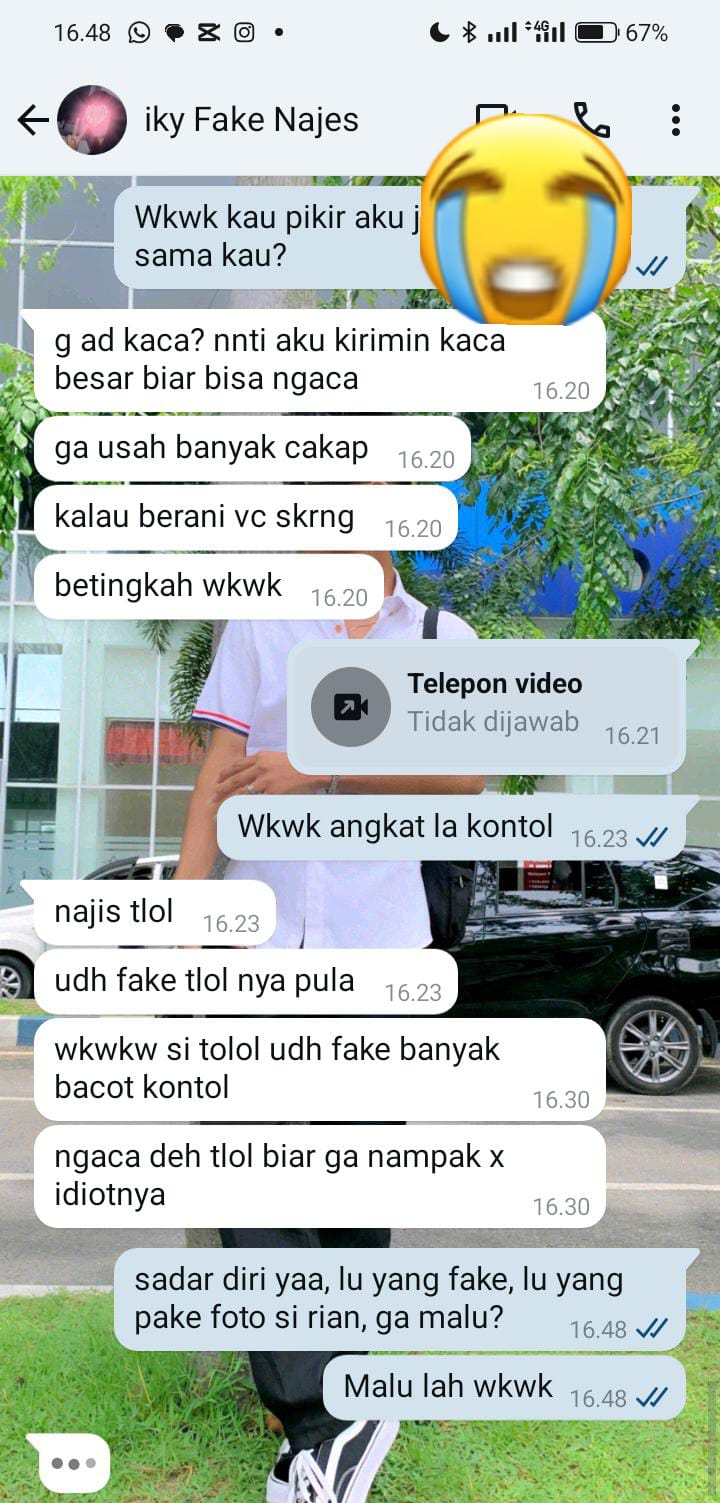 16.48
4G
67%
iky Fake Najes
Wkwk kau pikir aku
sama kau?
g ad kaca? nnti aku kirimin kaca
besar biar bisa ngaca
16.20
ga usah banyak cakap 16.20
kalau berani vc skrng 16.20
betingkah wkwk 16.20
Telepon video
Tidak dijawab 16.21
Wkwk angkat la kontol 16.23
najis tlol 16.23
udh fake tlol nya pula 16.23
wkwkw si tolol udh fake banyak
bacot kontol 16.30
ngaca deh tlol biar ga nampak x
idiotnya 16.30
sadar diri yaa, lu yang fake, lu yang
pake foto si rian, ga malu? 16.48
Malu lah wkwk 16.48